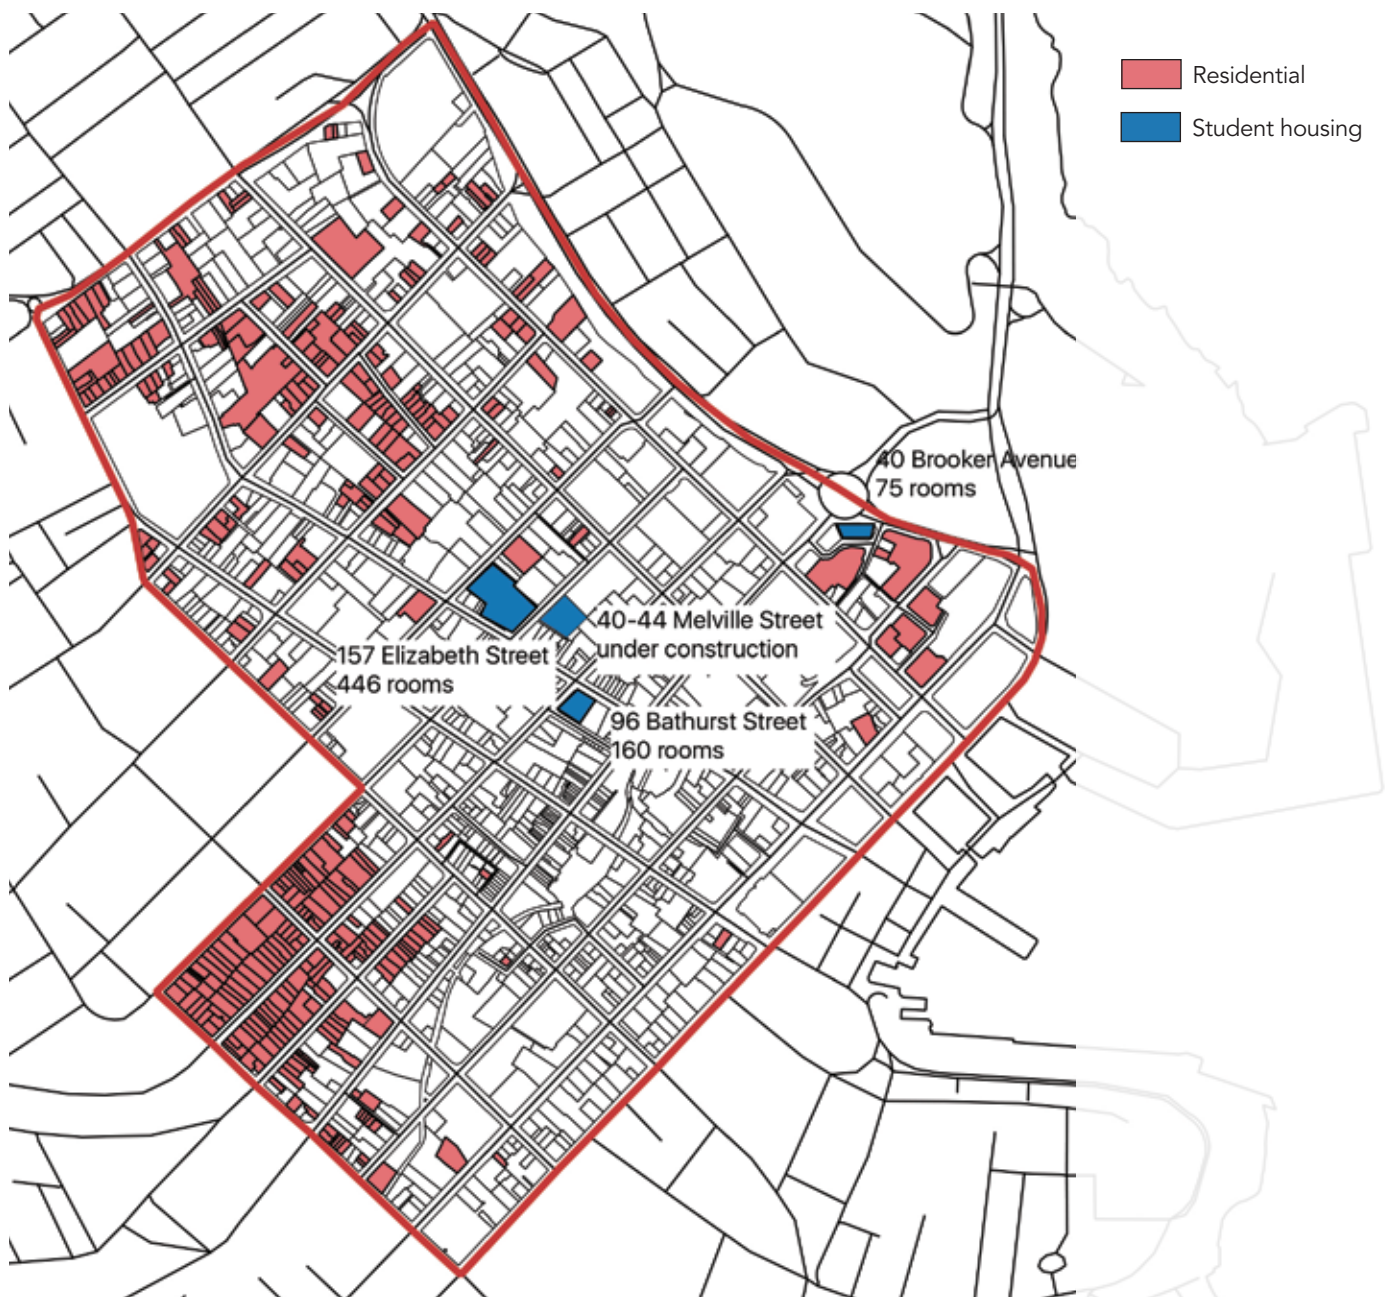 Residential
Student housing
40 Brooker Avenue
75 rooms
40-44 Melville Street
under construction
157 Elizabeth Street
446 rooms
96 Bathurst Street
160 rooms